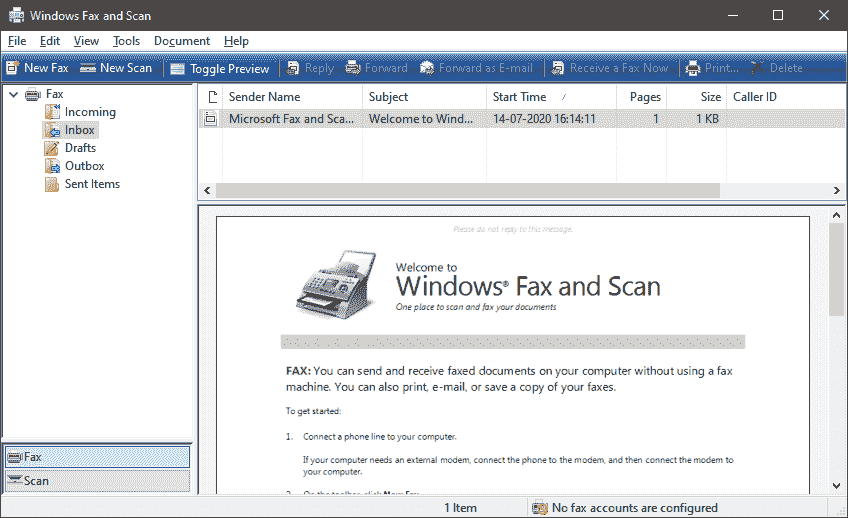 Windows Fax and Scan
File Edit View Tools Document Help
New Fax New Scan Toggle Preview Reply Forward Forward as E-mail Receive a Fax Now Print... Delete
Fax
Incoming
Inbox
Drafts
Outbox
Sent Items
Sender Name Subject Start Time Pages Size Caller ID
Microsoft Fax and Sca... Welcome to Wind... 14-07-2020 16:14:11 1 1 KB
Please do not reply to this message.
Welcome to
Windows® Fax and Scan
One place to scan and fax your documents
FAX: You can send and receive faxed documents on your computer without using a fax
machine. You can also print, e-mail, or save a copy of your faxes.
To get started:
1. Connect a phone line to your computer.
If your computer needs an external modem, connect the phone to the modem, and then connect the modem to
your computer.
Fax
Scan
1 Item No fax accounts are configured